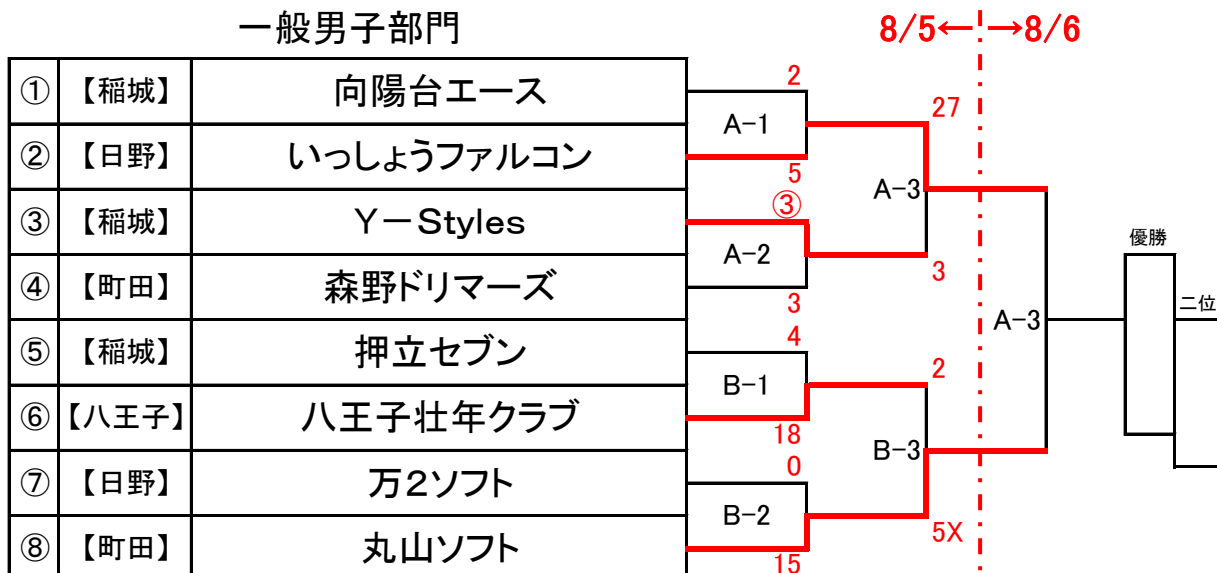 一般男子部門
8/5←→8/6
① 【稲城】 向陽台エース
② 【日野】 いっしょうファルコン
③ 【稲城】 Y－Styles
④ 【町田】 森野ドリマーズ
⑤ 【稲城】 押立セブン
⑥ 【八王子】 八王子壮年クラブ
⑦ 【日野】 万2ソフト
⑧ 【町田】 丸山ソフト
2
A-1
5
③
A-2
3
4
B-1
18
0
B-2
15
27
A-3
3
2
B-3
5X
A-3
優勝
二位